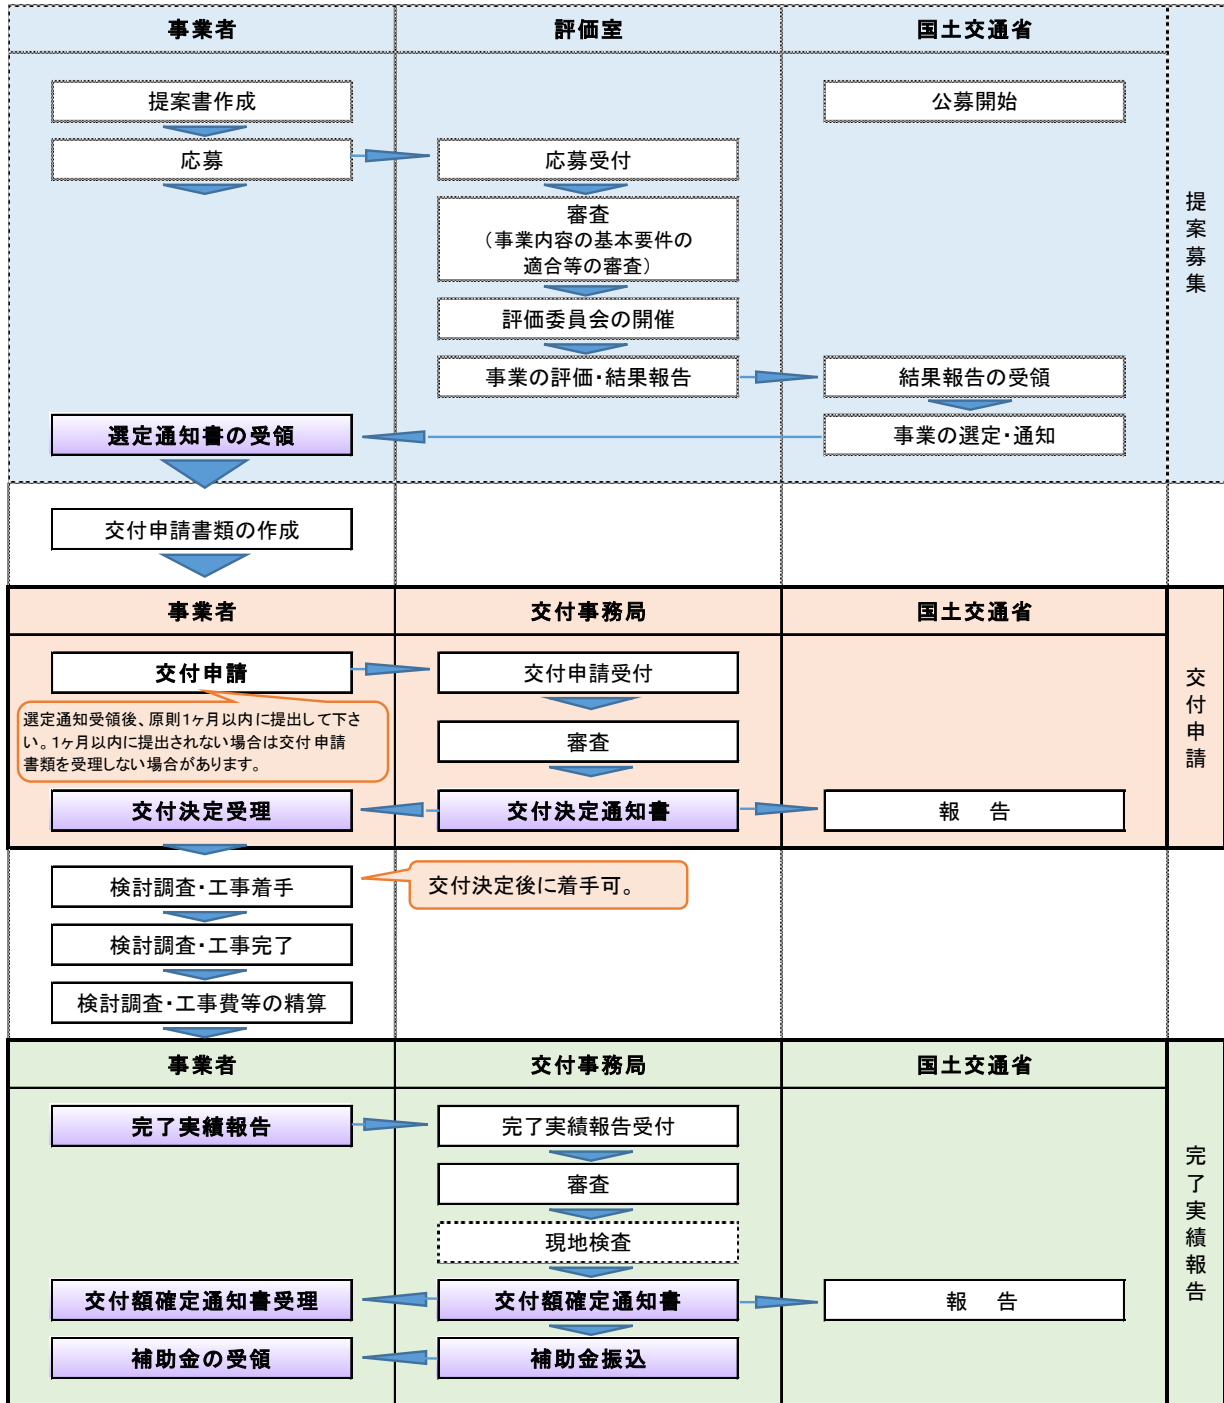 事業者
評価室
国土交通省
提案書作成
公募開始
応募
応募受付
審査
（事業内容の基本要件の
適合等の審査）
評価委員会の開催
事業の評価・結果報告
結果報告の受領
選定通知書の受領
事業の選定・通知
提案募集
交付申請書類の作成
事業者
交付事務局
国土交通省
交付申請
交付申請受付
選定通知受領後、原則1ヶ月以内に提出して下さ
い。1ヶ月以内に提出されない場合は交付申請
書類を受理しない場合があります。
審査
交付決定受理
交付決定通知書
報　告
交付申請
検討調査・工事着手
交付決定後に着手可。
検討調査・工事完了
検討調査・工事費等の精算
事業者
交付事務局
国土交通省
完了実績報告
完了実績報告受付
審査
現地検査
交付額確定通知書受理
交付額確定通知書
報　告
補助金の受領
補助金振込
完了実績報告